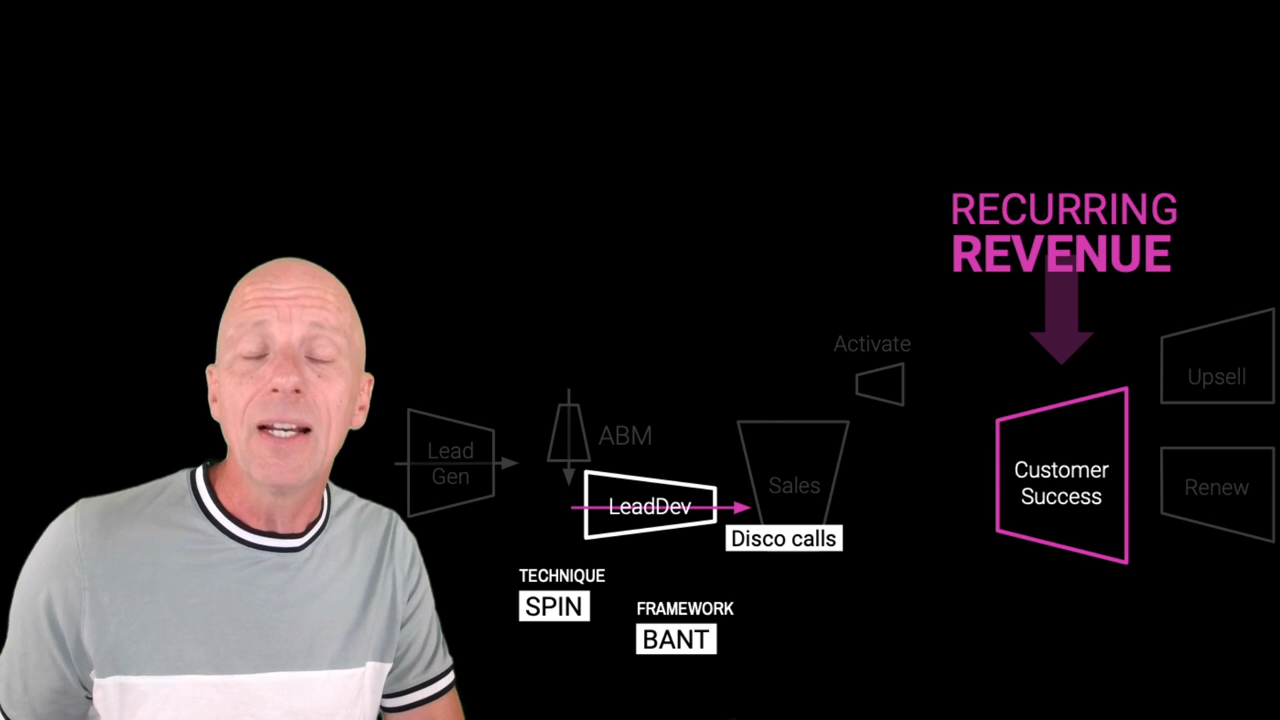 RECURRING
REVENUE
Activate
Upsell
ABM
Lead
Gen
Customer
Success
Sales
Renew
LeadDev
Disco calls
TECHNIQUE
SPIN
FRAMEWORK
BANT